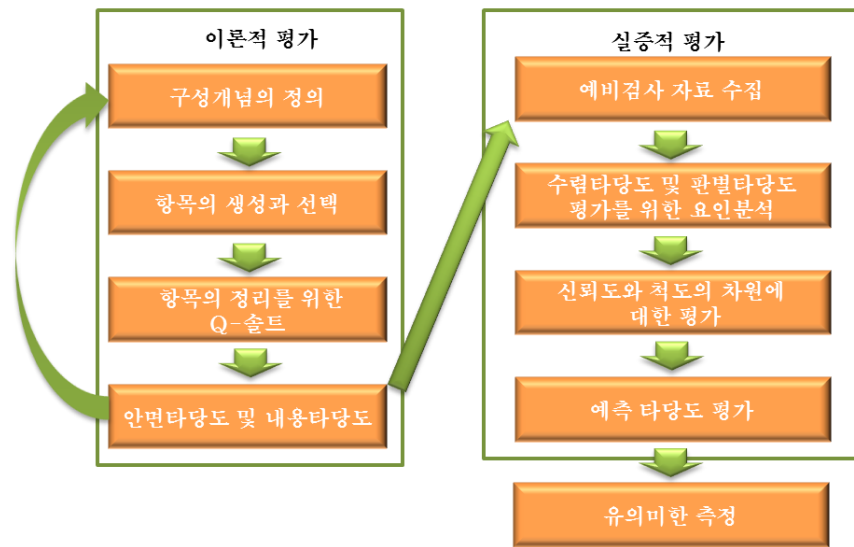 이론적 평가
구성개념의 정의
항목의 생성과 선택
항목의 정리를 위한
Q-솔트
안면타당도 및 내용타당도
실증적 평가
예비검사 자료 수집
수렴타당도 및 판별타당도
평가를 위한 요인분석
신뢰도와 척도의 차원에
대한 평가
예측 타당도 평가
유의미한 측정